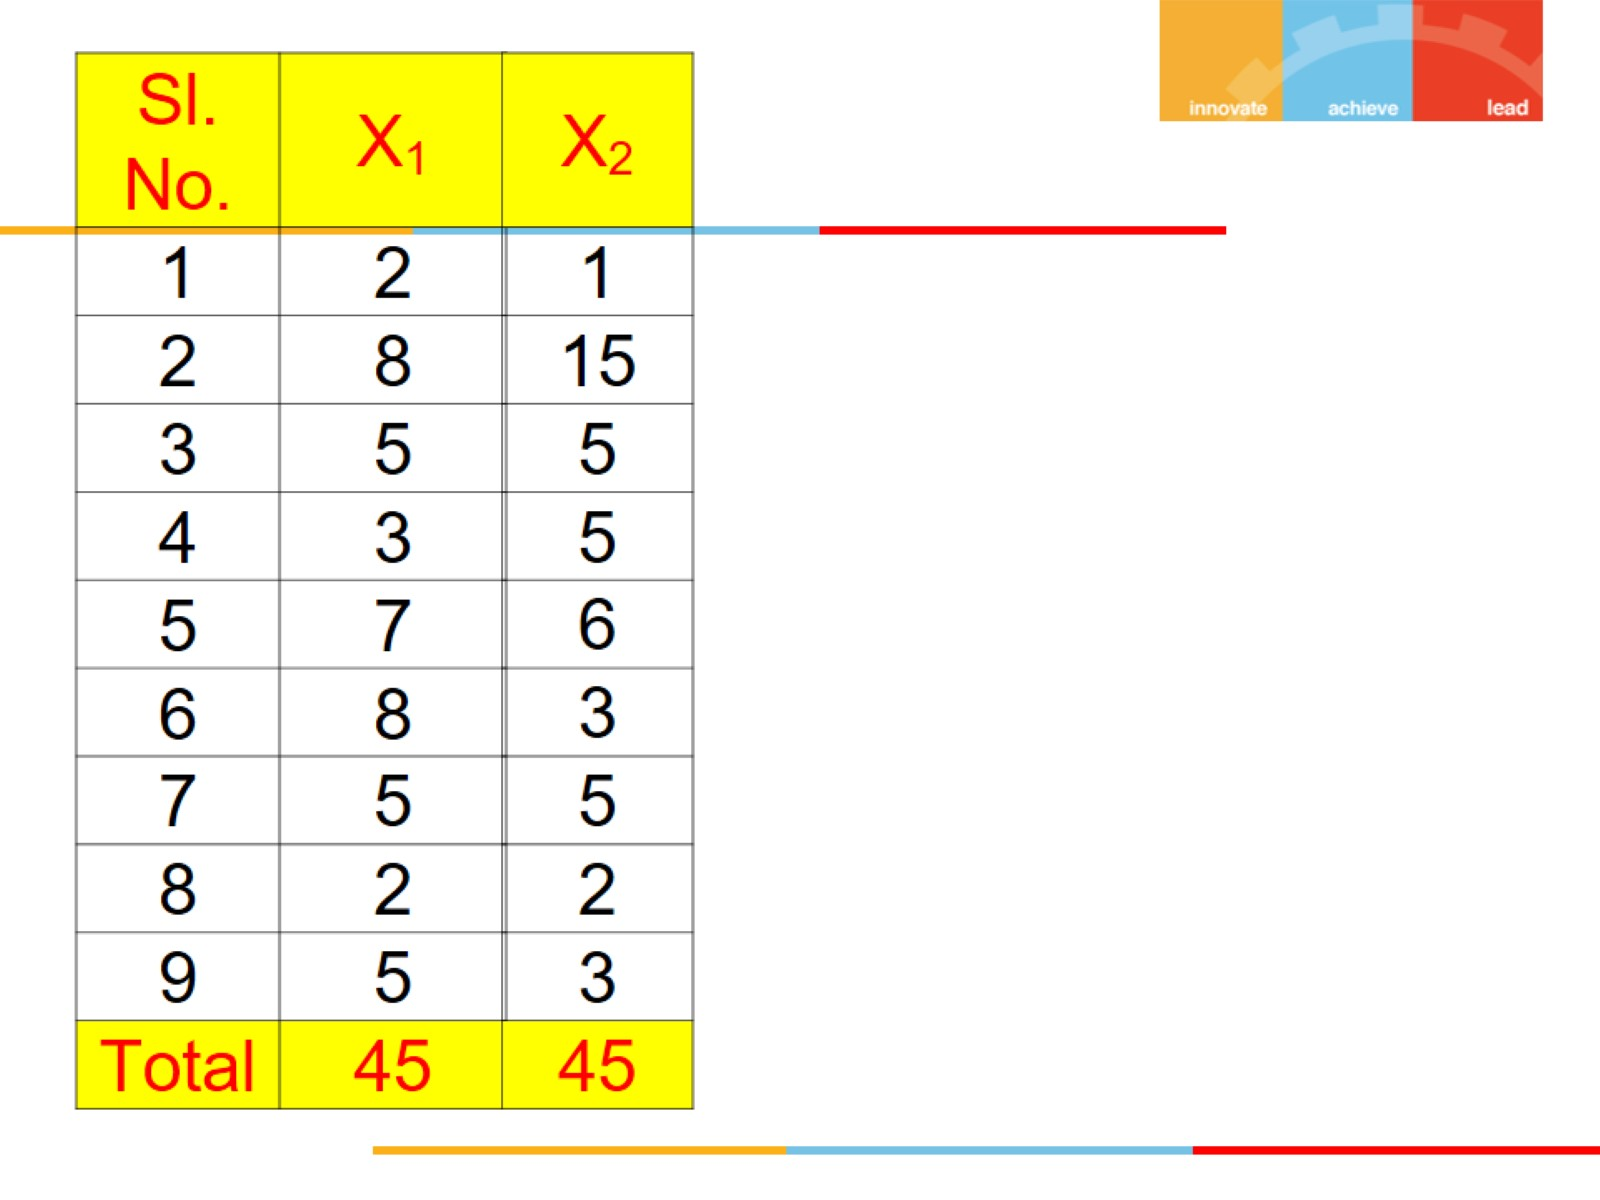 innovate achieve lead
Sl. No. X₁ X₂
1 2 1
2 8 15
3 5 5
4 3 5
5 7 6
6 8 3
7 5 5
8 2 2
9 5 3
Total 45 45